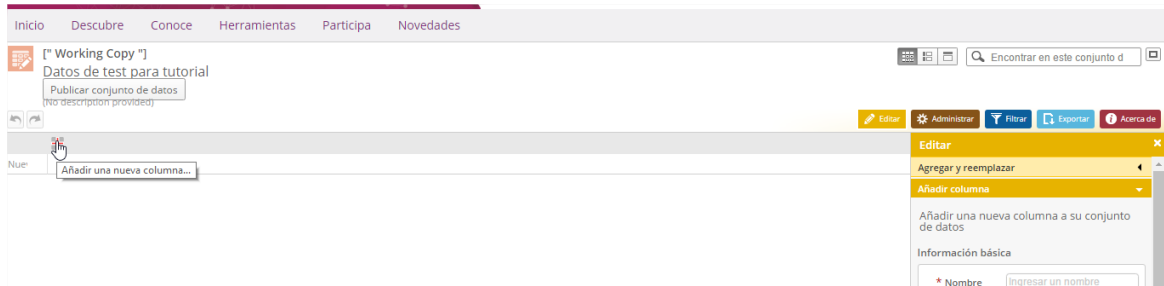 Inicio Descubre Conoce Herramientas Participa Novedades
[" Working Copy "]
Datos de test para tutorial
Publicar conjunto de datos
(No description provided)
Encontrar en este conjunto d
Editar Administrar Filtrar Exportar Acerca de
Añadir una nueva columna...
Editar
Agregar y reemplazar
Añadir columna
Añadir una nueva columna a su conjunto
de datos
Información básica
* Nombre Ingresar un nombre